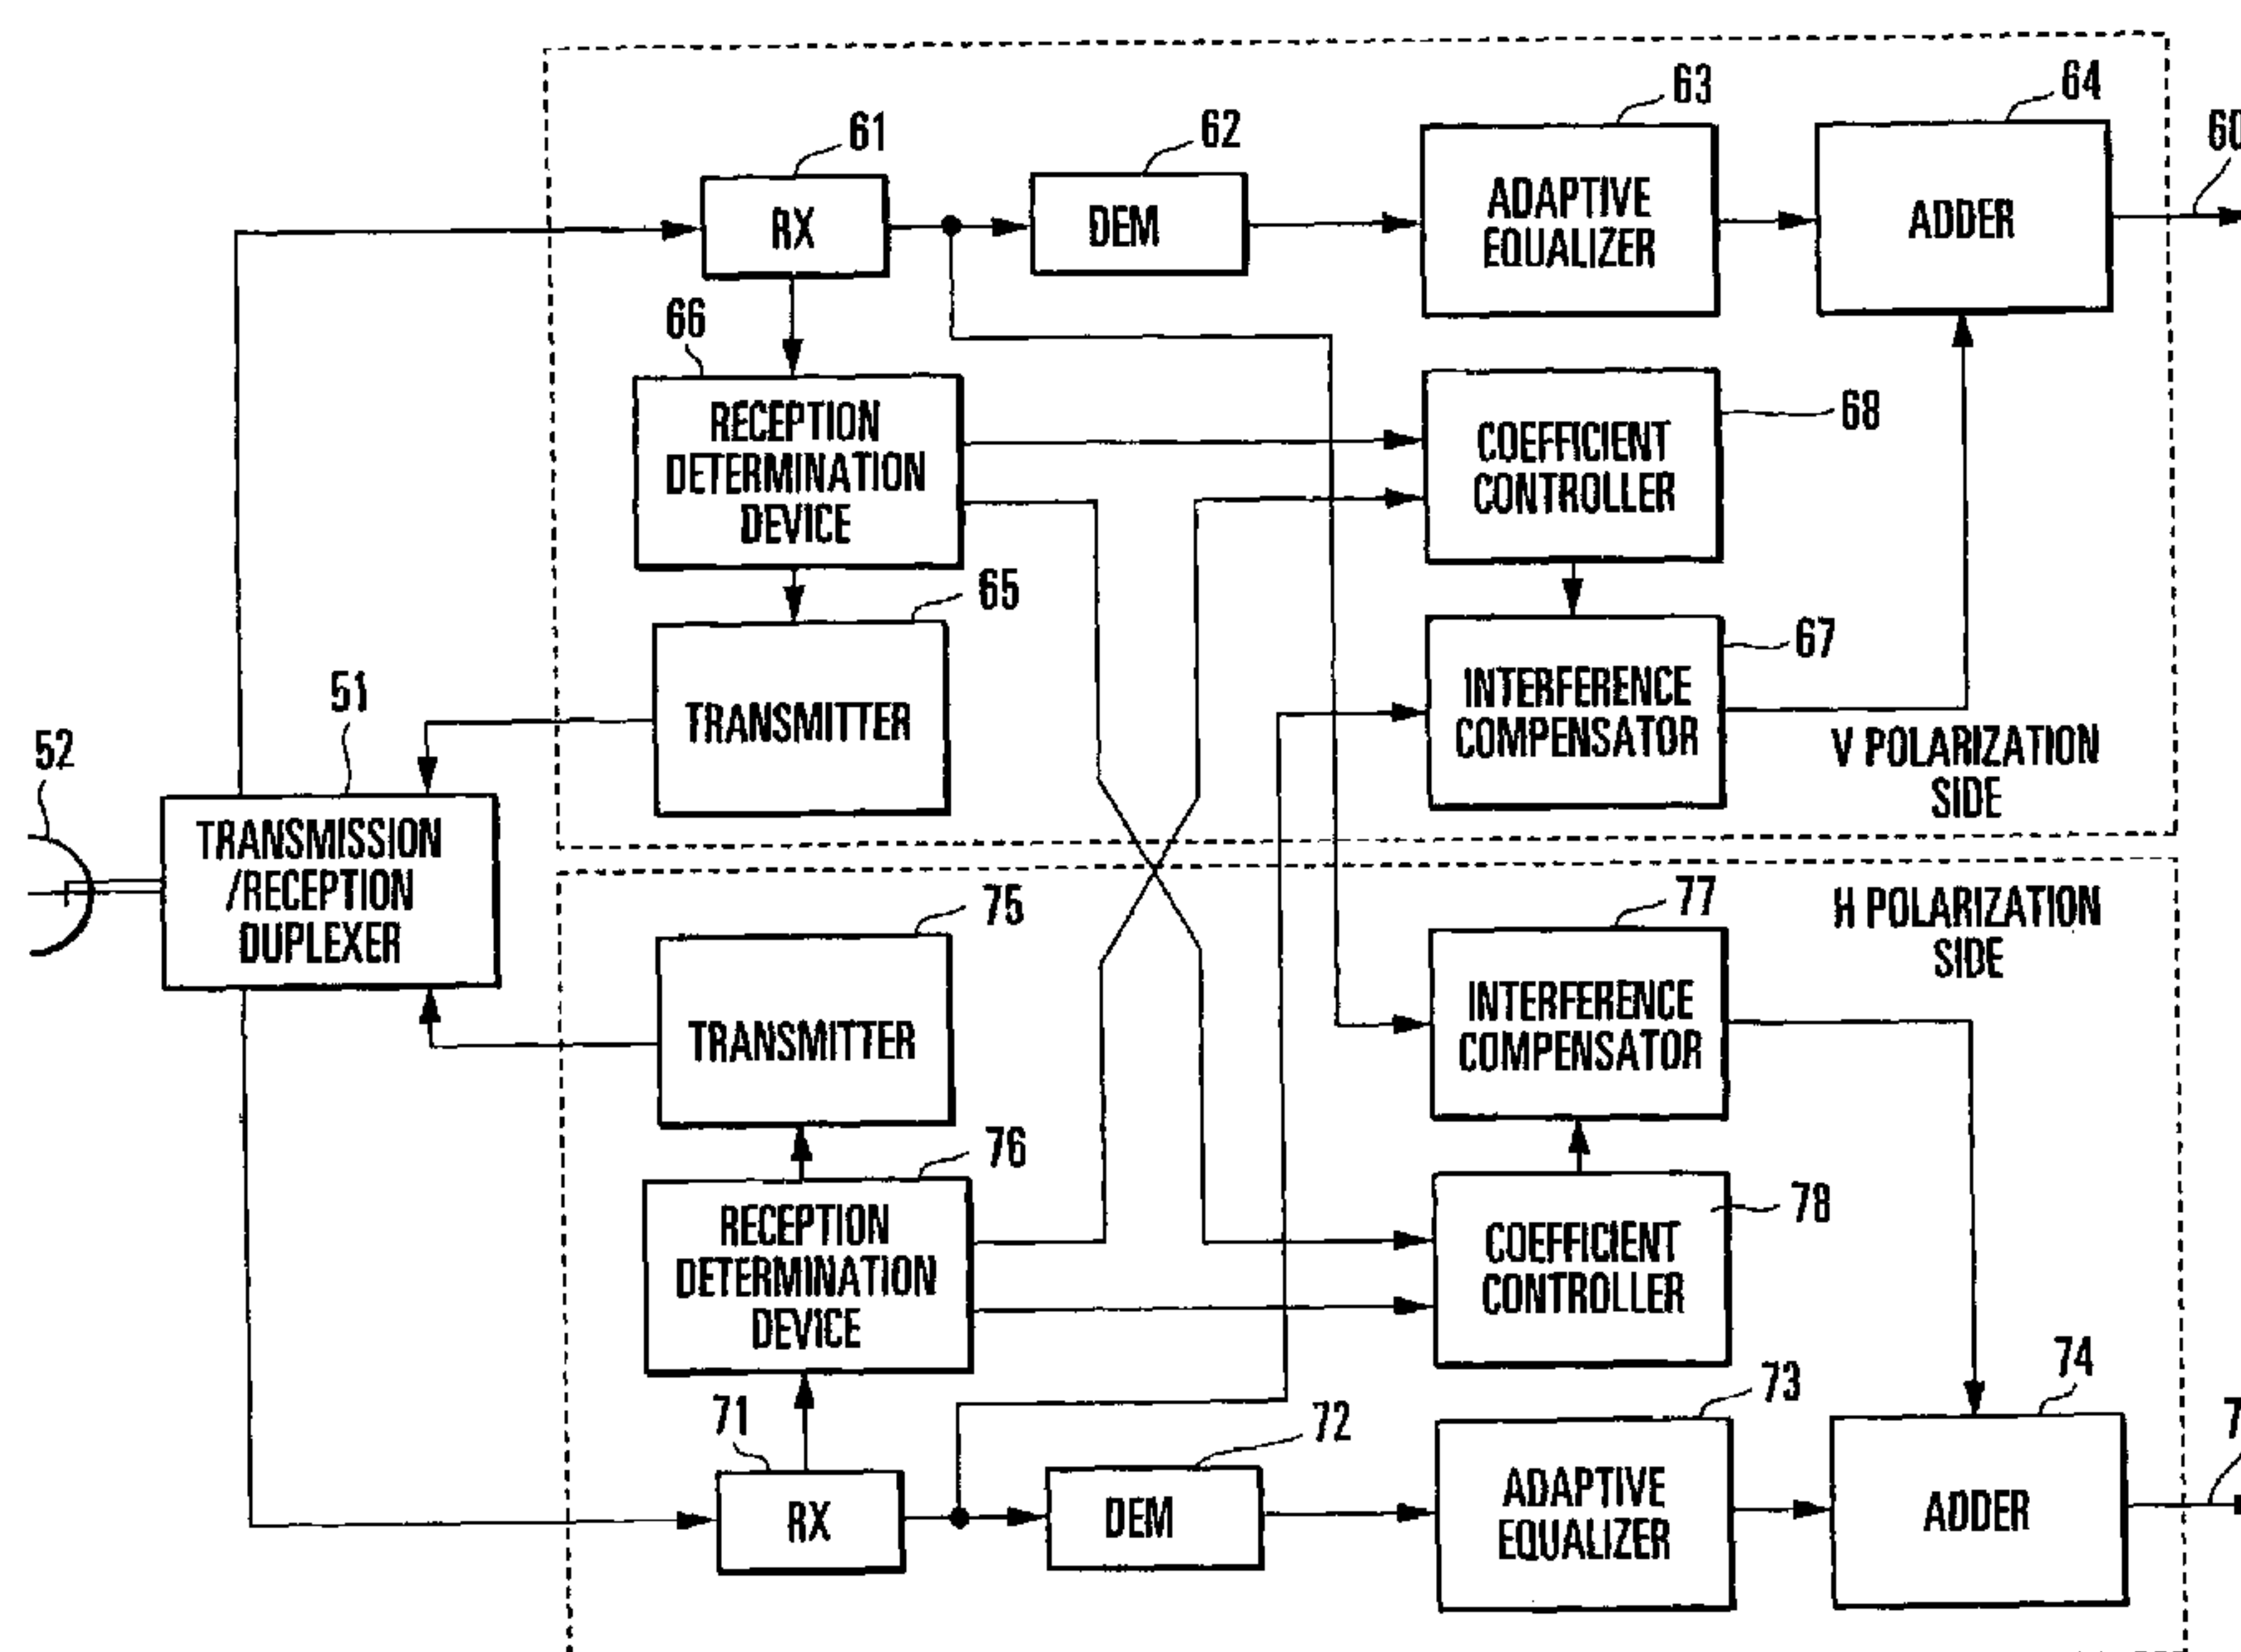 61
62
63
64
60
RX
DEM
ADAPTIVE
EQUALIZER
ADDER
66
RECEPTION
DETERMINATION
DEVICE
68
COEFFICIENT
CONTROLLER
65
TRANSMITTER
67
INTERFERENCE
COMPENSATOR
V POLARIZATION
SIDE
52
51
TRANSMISSION
/RECEPTION
DUPLEXER
75
TRANSMITTER
77
INTERFERENCE
COMPENSATOR
H POLARIZATION
SIDE
76
RECEPTION
DETERMINATION
DEVICE
78
COEFFICIENT
CONTROLLER
71
72
73
74
RX
DEM
ADAPTIVE
EQUALIZER
ADDER